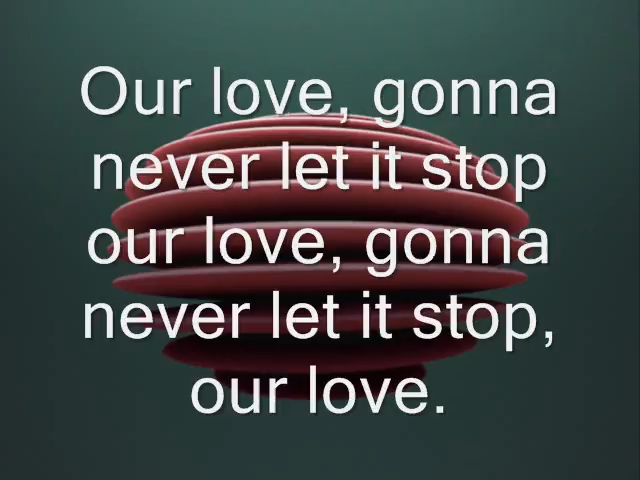 Our love, gonna
never let it stop
our love, gonna
never let it stop,
our love.